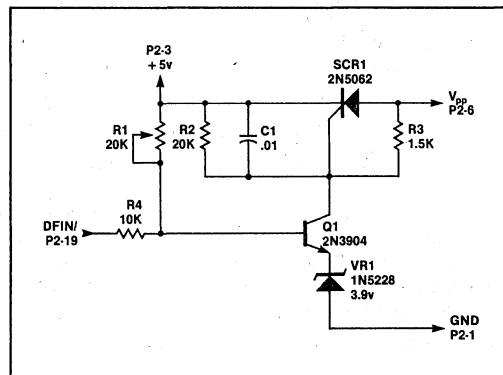 P2-3
+ 5v
SCR1
2N5062
Vpp
P2-6
R1
20K
R2
20K
C1
.01
R3
1.5K
R4
10K
DFIN/
P2-19
Q1
2N3904
VR1
1N5228
3.9v
GND
P2-1